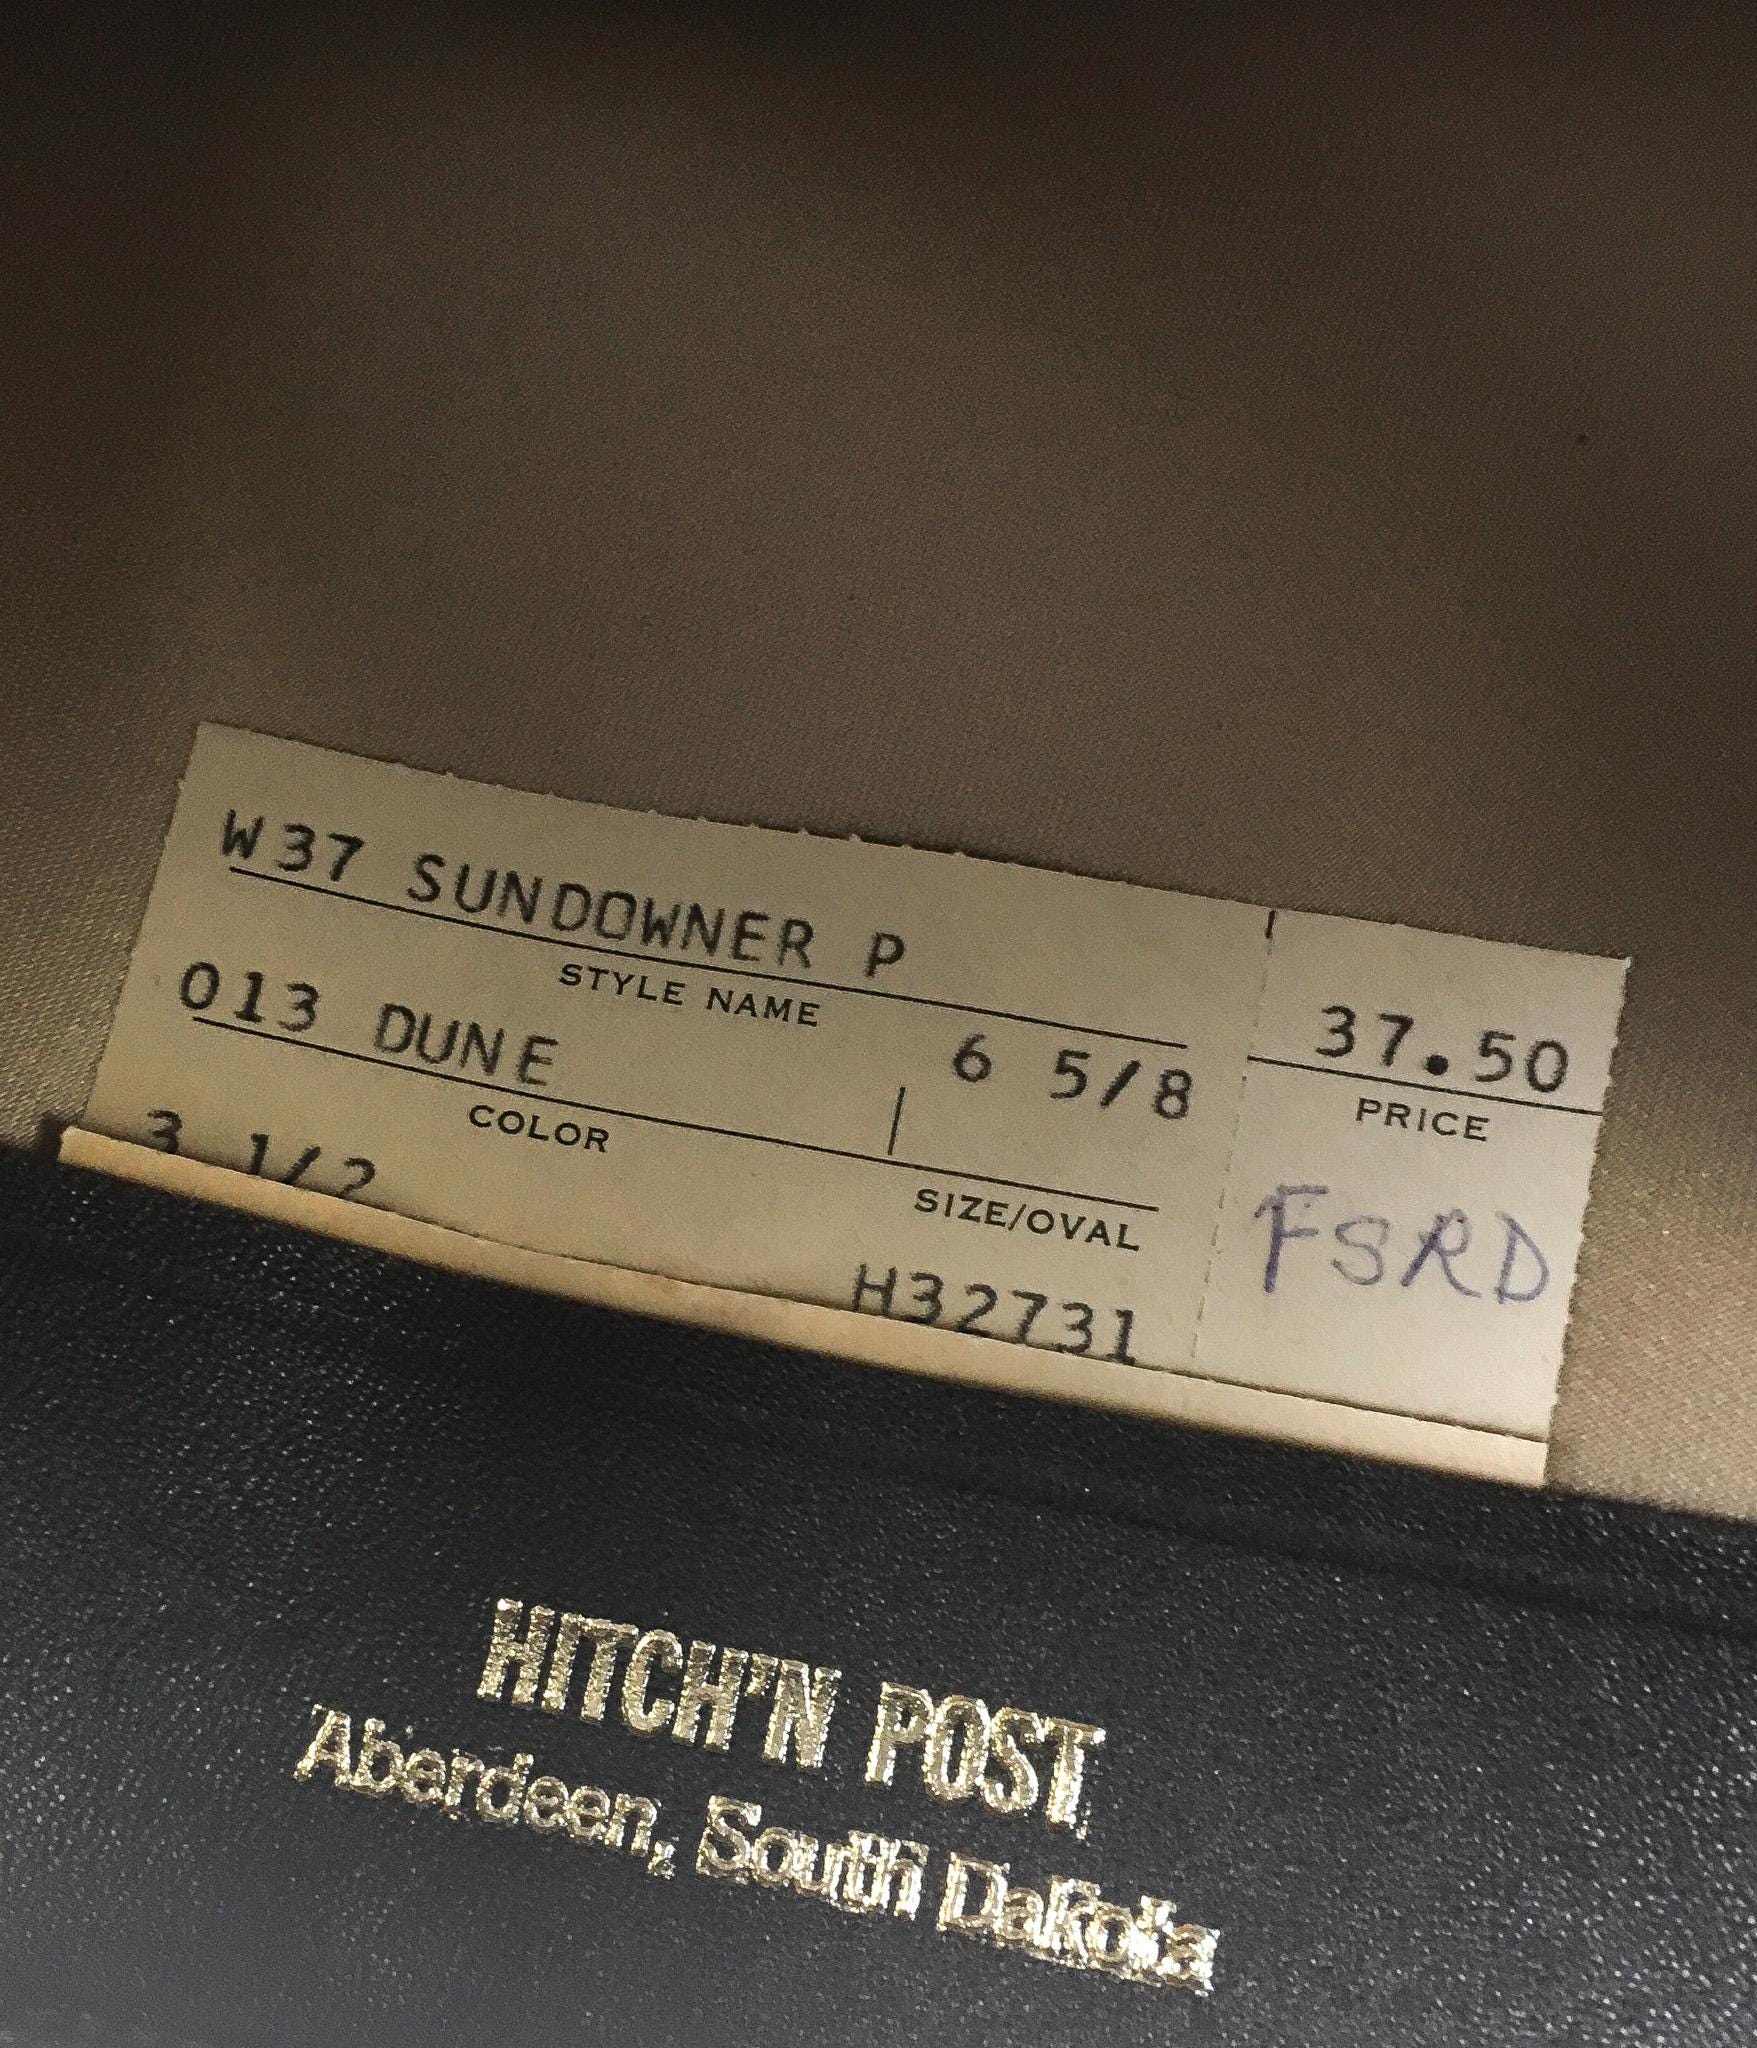 W37 SUNDOWNER P
STYLE NAME
013 DUNE 6 5/8
COLOR SIZE/OVAL
3 1/2 H32731
37.50
PRICE
FSRD
HITCH'N POST
Aberdeen, South Dakota